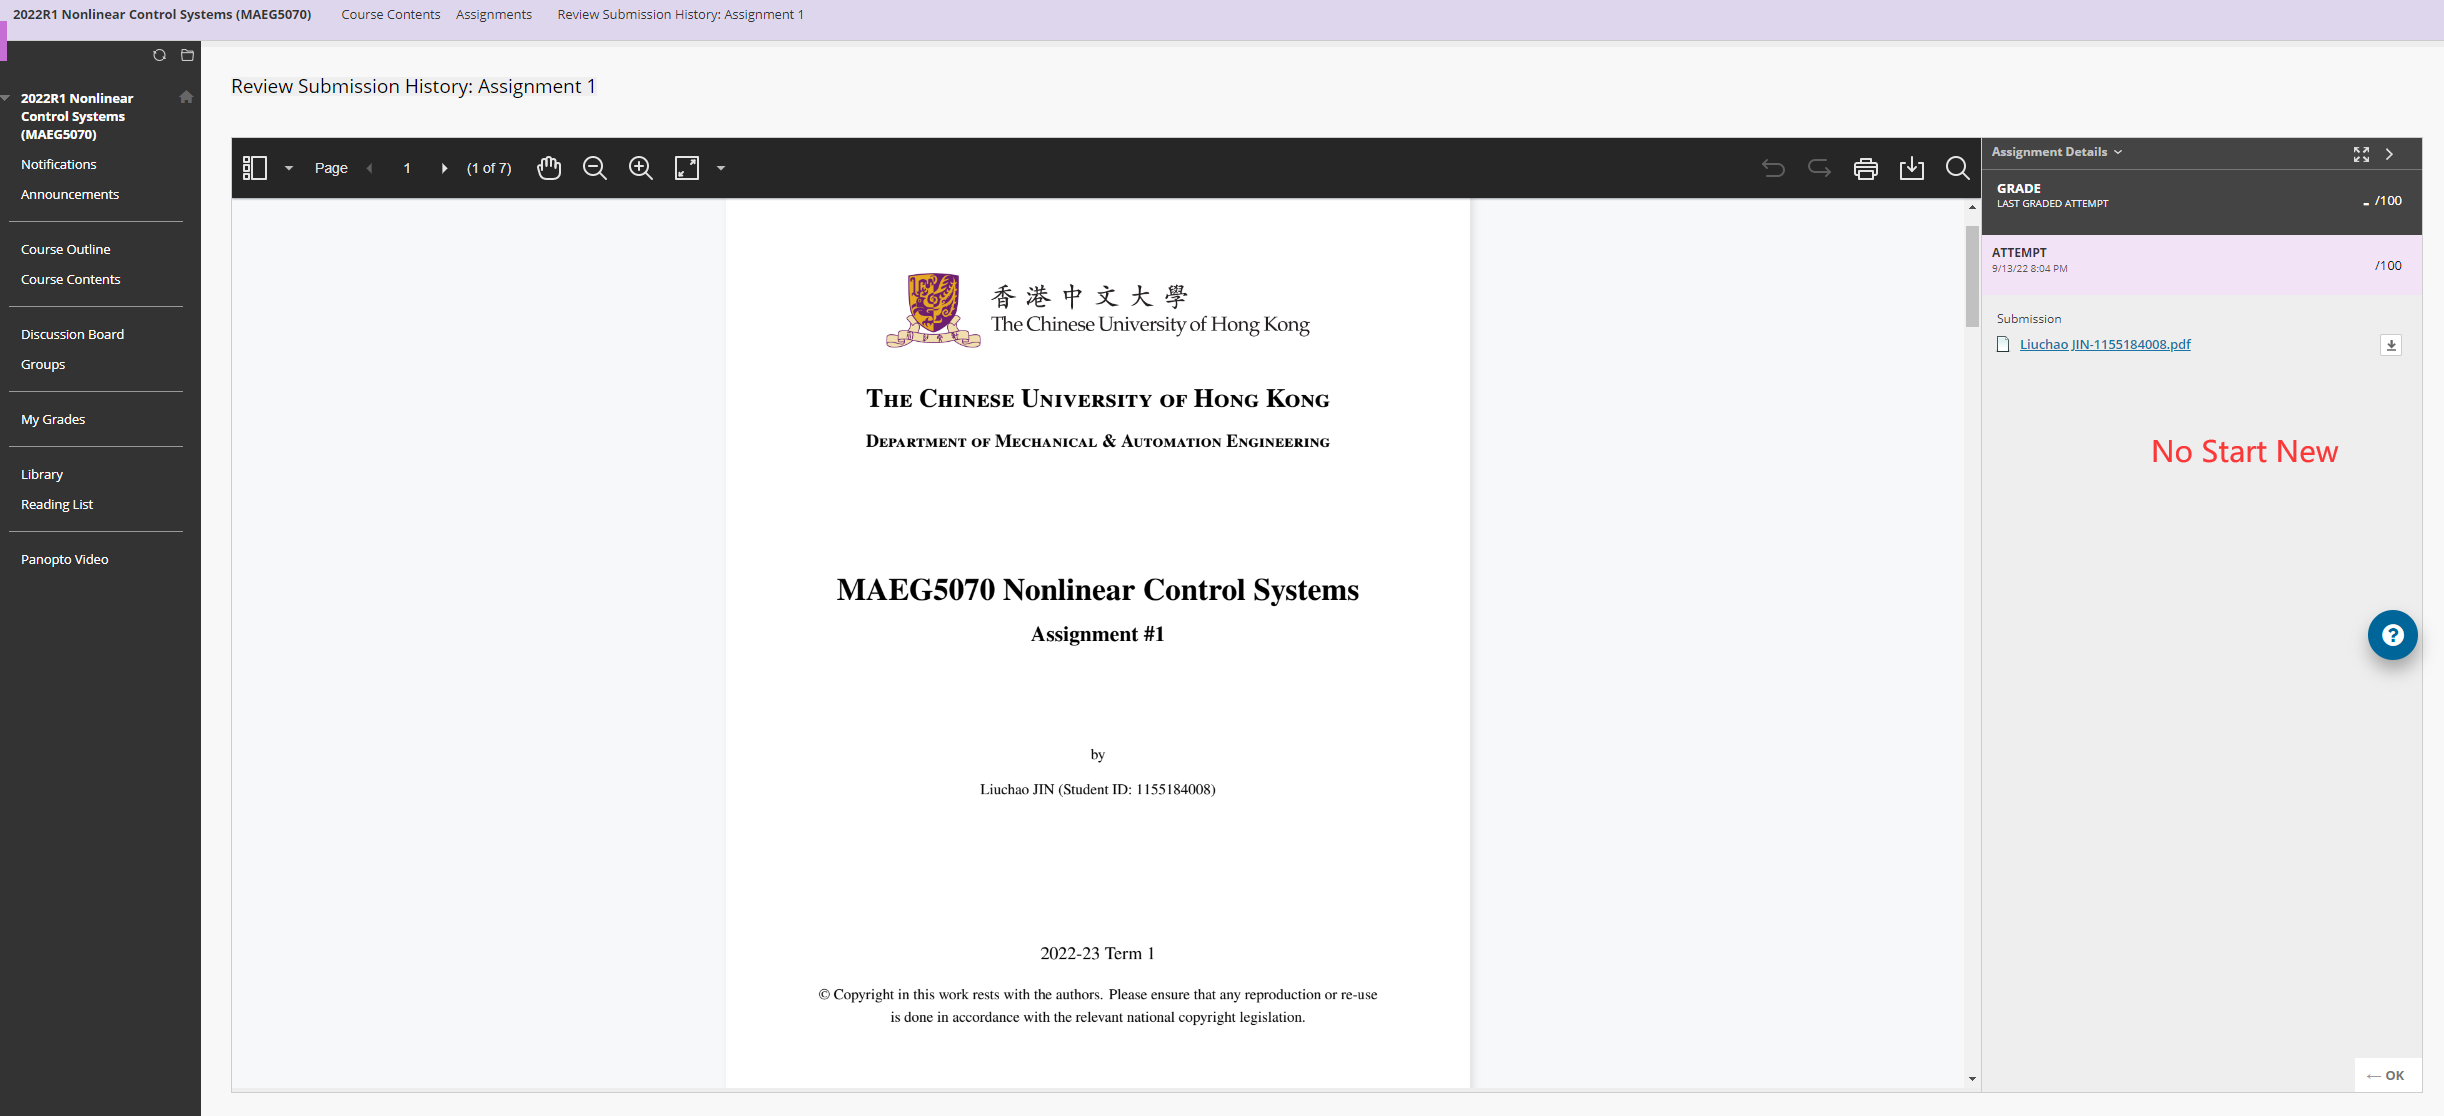 2022R1 Nonlinear Control Systems (MAEG5070) Course Contents Assignments Review Submission History: Assignment 1
2022R1 Nonlinear
Control Systems
(MAEG5070)
Notifications
Announcements
Course Outline
Course Contents
Discussion Board
Groups
My Grades
Library
Reading List
Panopto Video
Review Submission History: Assignment 1
Page 1 (1 of 7)
香港中文大學
The Chinese University of Hong Kong
The Chinese University of Hong Kong
Department of Mechanical & Automation Engineering
MAEG5070 Nonlinear Control Systems
Assignment #1
by
Liuchao JIN (Student ID: 1155184008)
2022-23 Term 1
© Copyright in this work rests with the authors. Please ensure that any reproduction or re-use
is done in accordance with the relevant national copyright legislation.
Assignment Details
GRADE
LAST GRADED ATTEMPT
- /100
ATTEMPT
9/13/22 8:04 PM
/100
Submission
Liuchao JIN-1155184008.pdf
No Start New
?
← OK